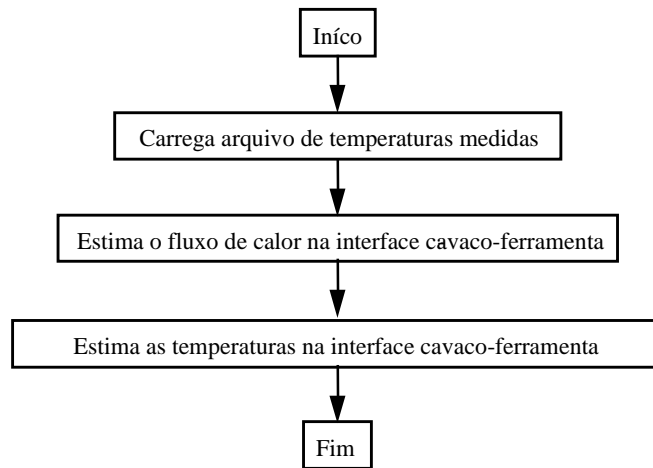 Iníco
Carrega arquivo de temperaturas medidas
Estima o fluxo de calor na interface cavaco-ferramenta
Estima as temperaturas na interface cavaco-ferramenta
Fim